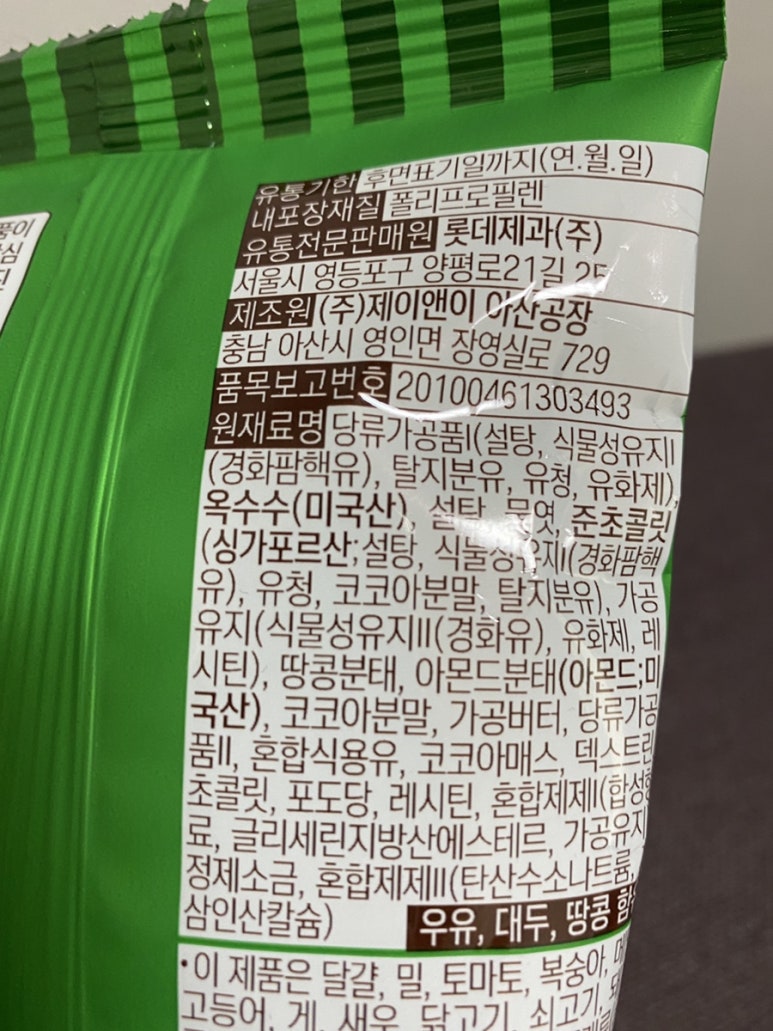 유통기한 후면표기일까지(연.월.일)
내포장재질 폴리프로필렌
유통전문판매원 롯데제과(주)
서울시 영등포구 양평로21길
제조원 (주)제이앤이 아산공장
충남 아산시 영인면 장영실로 729
품목보고번호 20100461303493
원재료명 당류가공품I(설탕, 식물성유지I
(경화팜핵유), 탈지분유, 유청, 유화제),
옥수수(미국산), 설탕, 물엿, 준초콜릿
(싱가포르산;설탕, 식물성유지I(경화팜핵
유), 유청, 코코아분말, 탈지분유), 가공
유지(식물성유지II(경화유), 유화제, 레
시틴), 땅콩분태, 아몬드분태(아몬드;미
국산), 코코아분말, 가공버터, 당류가공
품II, 혼합식용유, 코코아매스, 덱스트린
초콜릿, 포도당, 레시틴, 혼합제제I(합성향
료, 글리세린지방산에스테르, 가공유지
정제소금, 혼합제제II(탄산수소나트륨,
삼인산칼슘)
우유, 대두, 땅콩
•이 제품은 달걀, 밀, 토마토, 복숭아,
고등어, 게, 새우, 닭고기, 쇠고기,